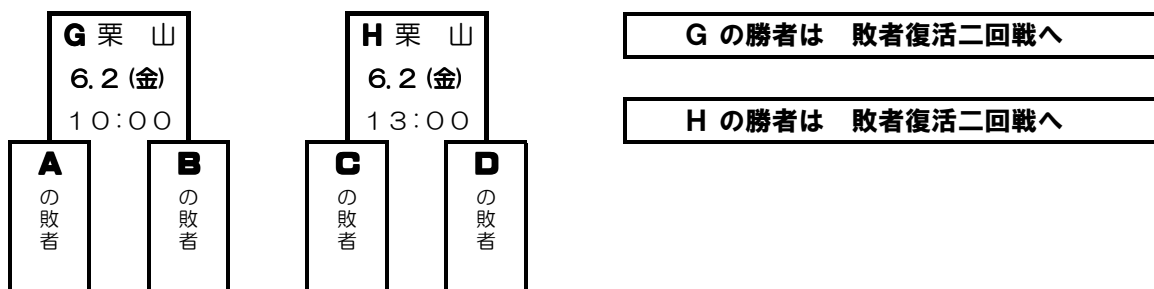 G 栗 山
6.2 (金)
10:00
H 栗 山
6.2 (金)
13:00
G の勝者は 敗者復活二回戦へ
H の勝者は 敗者復活二回戦へ
A の敗者
B の敗者
C の敗者
D の敗者